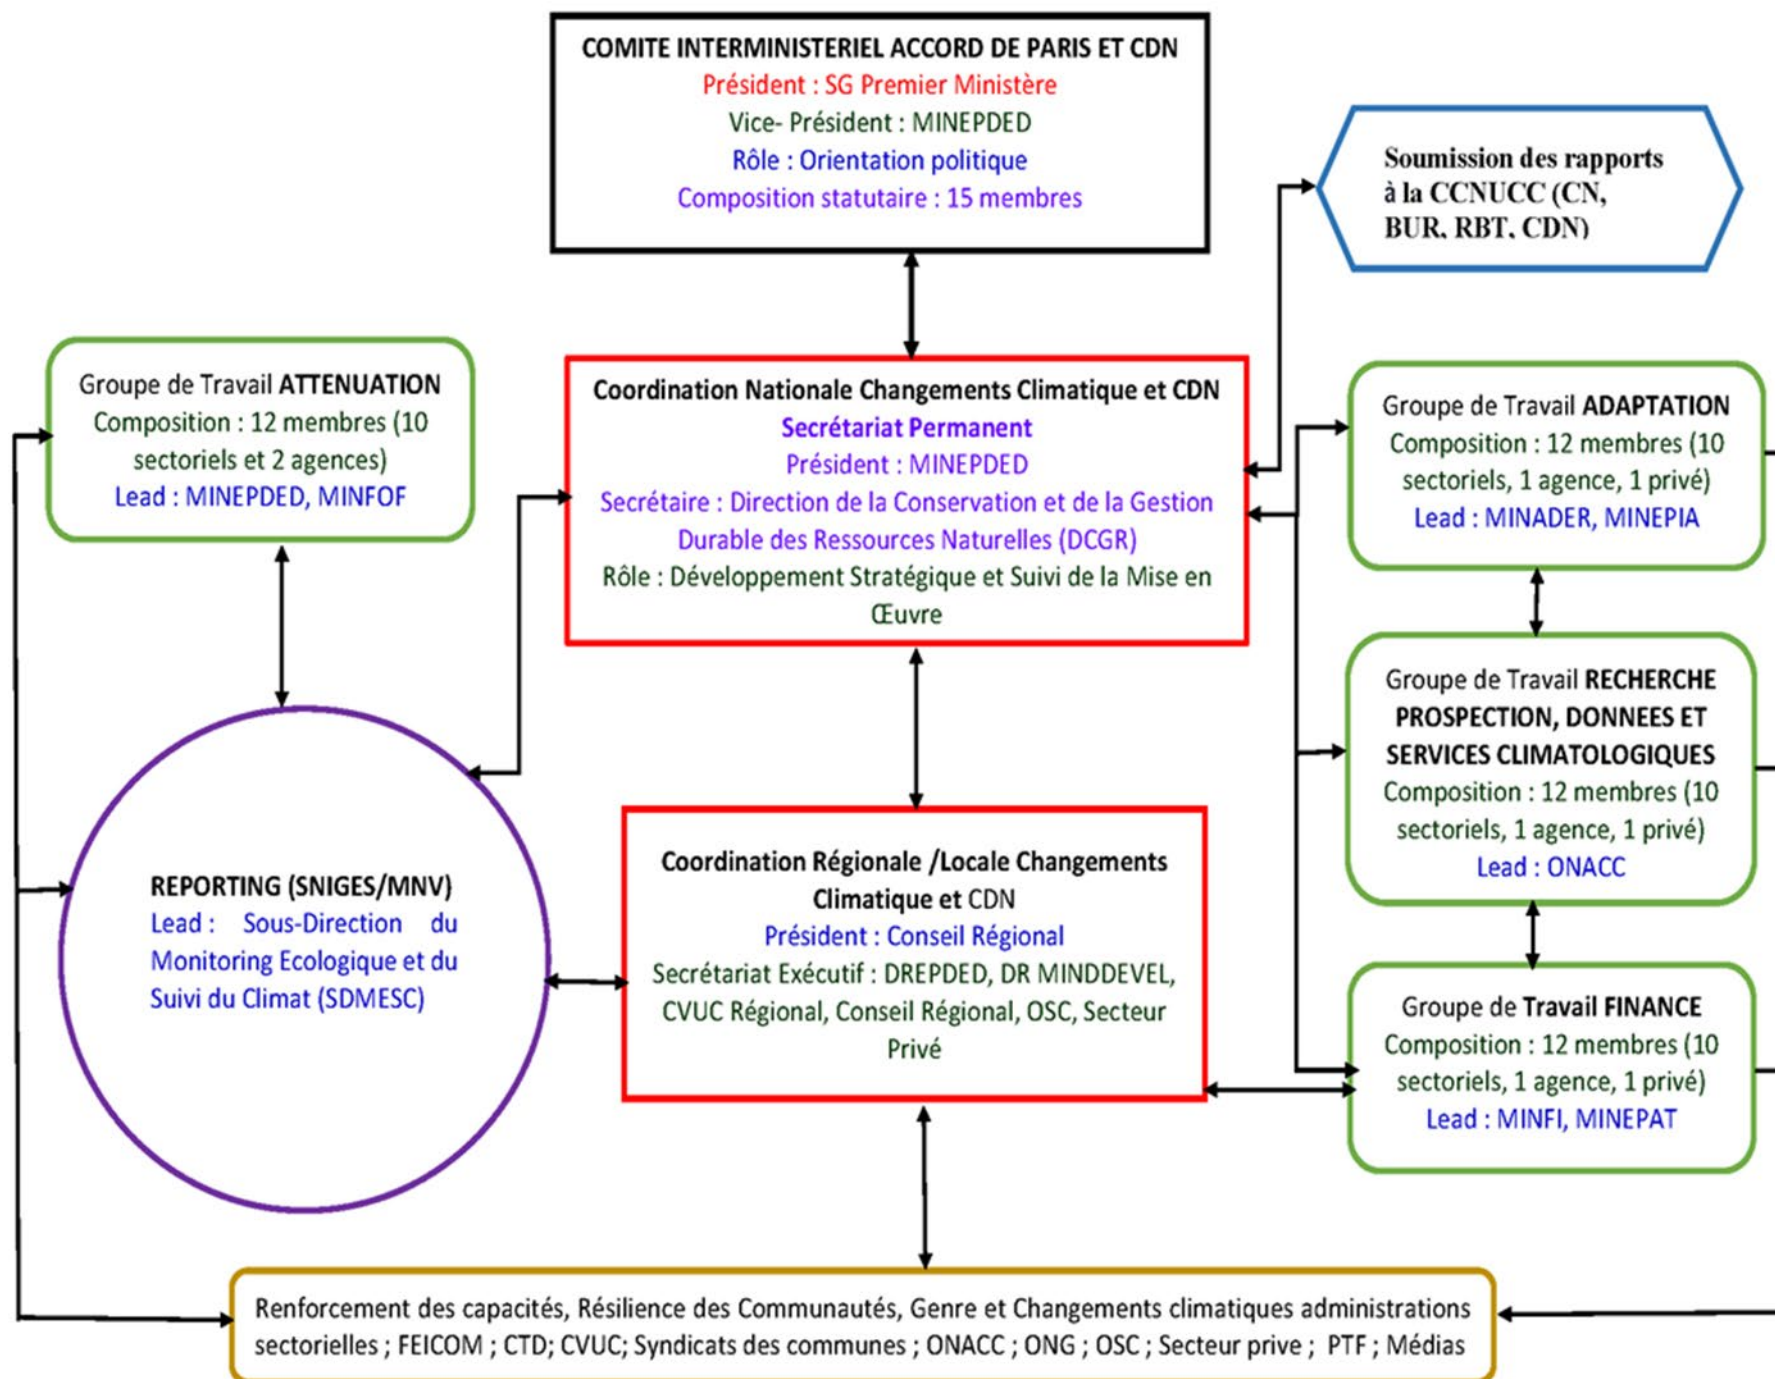 COMITE INTERMINISTERIEL ACCORD DE PARIS ET CDN
Président : SG Premier Ministère
Vice- Président : MINEPDED
Rôle : Orientation politique
Composition statutaire : 15 membres
Soumission des rapports
à la CCNUCC (CN,
BUR, RBT, CDN)
Groupe de Travail ATTENUATION
Composition : 12 membres (10
sectoriels et 2 agences)
Lead : MINEPDED, MINFOF
Coordination Nationale Changements Climatique et CDN
Secrétariat Permanent
Président : MINEPDED
Secrétaire : Direction de la Conservation et de la Gestion
Durable des Ressources Naturelles (DCGR)
Rôle : Développement Stratégique et Suivi de la Mise en
Œuvre
Groupe de Travail ADAPTATION
Composition : 12 membres (10
sectoriels, 1 agence, 1 privé)
Lead : MINADER, MINEPIA
Groupe de Travail RECHERCHE
PROSPECTION, DONNEES ET
SERVICES CLIMATOLOGIQUES
Composition : 12 membres (10
sectoriels, 1 agence, 1 privé)
Lead : ONACC
REPORTING (SNIGES/MNV)
Lead : Sous-Direction du
Monitoring Ecologique et du
Suivi du Climat (SDMESC)
Coordination Régionale /Locale Changements
Climatique et CDN
Président : Conseil Régional
Secrétariat Exécutif : DREPDED, DR MINDDEVEL,
CVUC Régional, Conseil Régional, OSC, Secteur
Privé
Groupe de Travail FINANCE
Composition : 12 membres (10
sectoriels, 1 agence, 1 privé)
Lead : MINFI, MINEPAT
Renforcement des capacités, Résilience des Communautés, Genre et Changements climatiques administrations
sectorielles ; FEICOM ; CTD; CVUC; Syndicats des communes ; ONACC ; ONG ; OSC ; Secteur prive ; PTF ; Médias